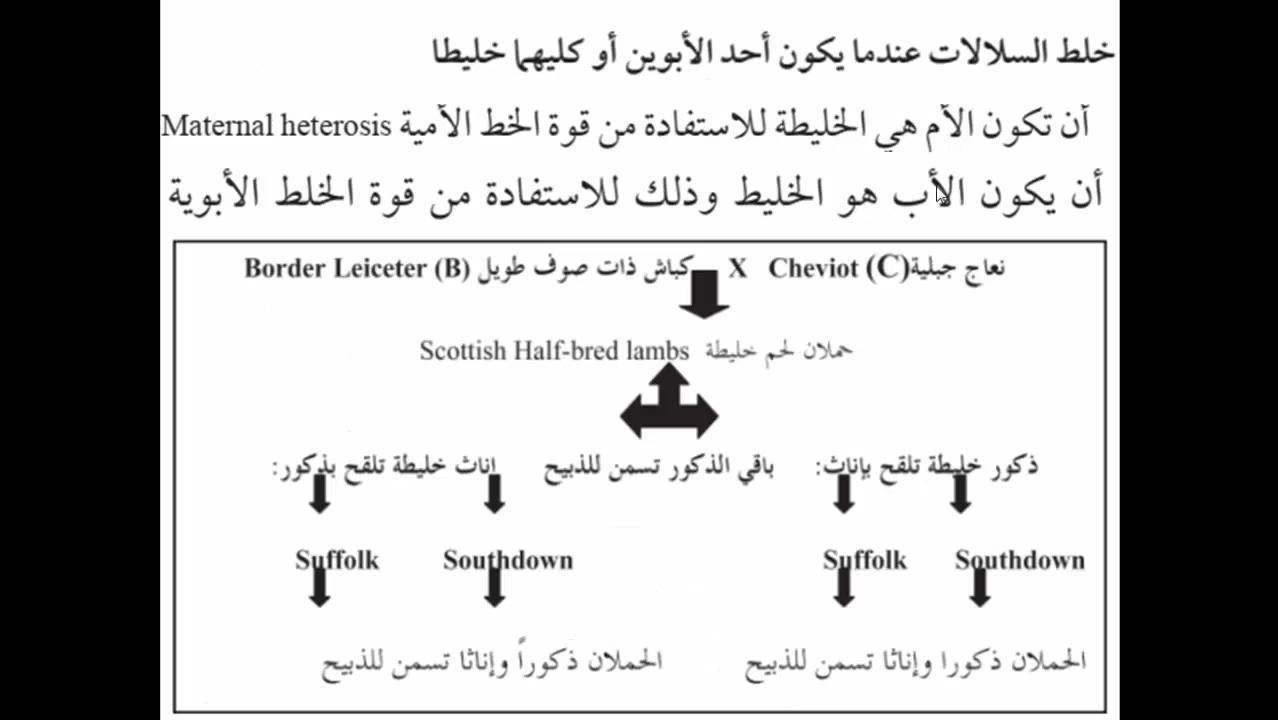 خلط السلالات عندما يكون أحد الأبوين أو كليهما خليطا
أن تكون الأم هي الخليطة للاستفادة من قوة الخط الأمية Maternal heterosis
أن يكون الأب هو الخليط وذلك للاستفادة من قوة الخلط الأبوية
نعاج جبلية Cheviot (C) X كباش ذات صوف طويل Border Leiceter (B)
Scottish Half-bred lambs حملان لحم خليطة
ذكور خليطة تلقح بإناث: باقي الذكور تسمن للذبيح إناث خليطة تلقح بذكور:
Suffolk Southdown Suffolk Southdown
الحملان ذكورا وإناثا تسمن للذبيح الحملان ذكوراً وإناثا تسمن للذبيح